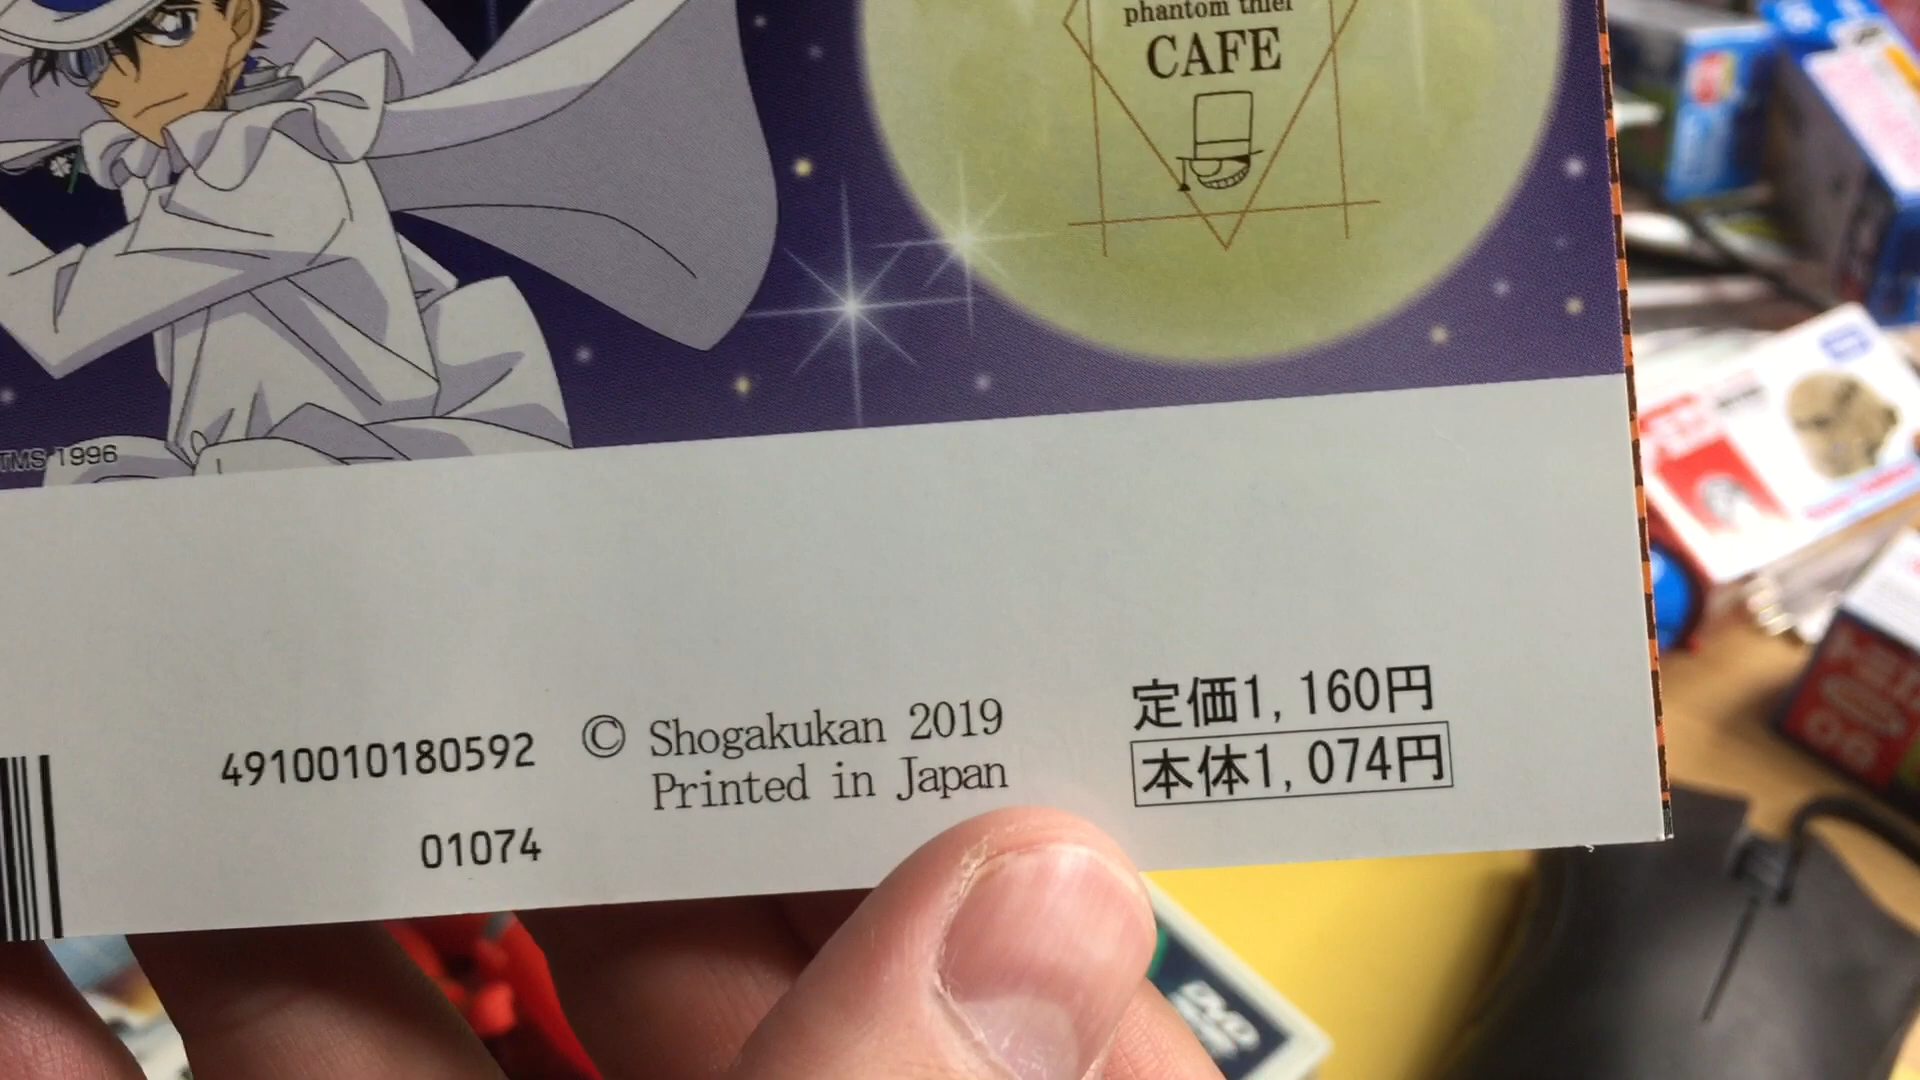 phantom thief
CAFE
TMS 1996
4910010180592
01074
© Shogakukan 2019
Printed in Japan
定価1,160円
本体1,074円
DVD